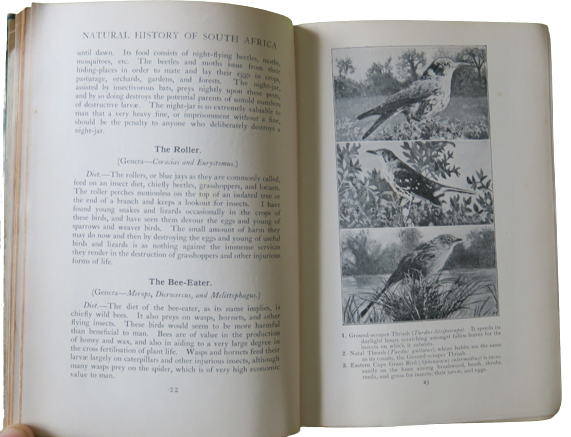 NATURAL HISTORY OF SOUTH AFRICA
until dawn. Its food consists of night-flying beetles, moths,
mosquitoes, etc. The beetles and moths issue from their
hiding-places in order to mate and lay their eggs in crops,
pasturage, orchards, gardens, and forests. The night-jar,
assisted by insectivorous bats, preys nightly upon these pests,
and by so doing destroys the potential parents of untold numbers
of destructive larvæ. The night-jar is so extremely valuable to
man that a very heavy fine, or imprisonment without a fine,
should be the penalty to anyone who deliberately destroys a
night-jar.
The Roller.
[Genera—Coracias and Eurystomus.]
Diet.—The rollers, or blue jays as they are commonly called,
feed on an insect diet, chiefly beetles, grasshoppers, and locusts.
The roller perches motionless on the top of an isolated tree or
the end of a branch and keeps a lookout for insects. I have
found young snakes and lizards occasionally in the crops of
these birds, and have seen them devour the eggs and young of
sparrows and weaver birds. The small amount of harm they
may do now and then by destroying the eggs and young of useful
birds and lizards is as nothing against the immense services
they render in the destruction of grasshoppers and other injurious
forms of life.
The Bee-Eater.
[Genera—Merops, Dicrocercus, and Melittophagus.]
Diet.—The diet of the bee-eater, as its name implies, is
chiefly wild bees. It also preys on wasps, hornets, and other
flying insects. These birds would seem to be more harmful
than beneficial to man. Bees are of value in the production
of honey and wax, and also in aiding to a very large degree in
the cross fertilisation of plant life. Wasps and hornets feed their
larvæ largely on caterpillars and other injurious insects, although
many wasps prey on the spider, which is of very high economic
value to man.
22
1. Ground-scraper Thrush (Turdus litsipsirupa). It spends its
daylight hours scratching amongst fallen leaves for the
insects on which it subsists.
2. Natal Thrush (Turdus guttatus), whose habits are the same
as its cousin, the Ground-scraper Thrush.
3. Eastern Cape Grass Bird (Sphenoeacus
easily on the base among brushwood, bush, shrubs,
reeds, and grass for insects, their larvæ, and eggs.
23